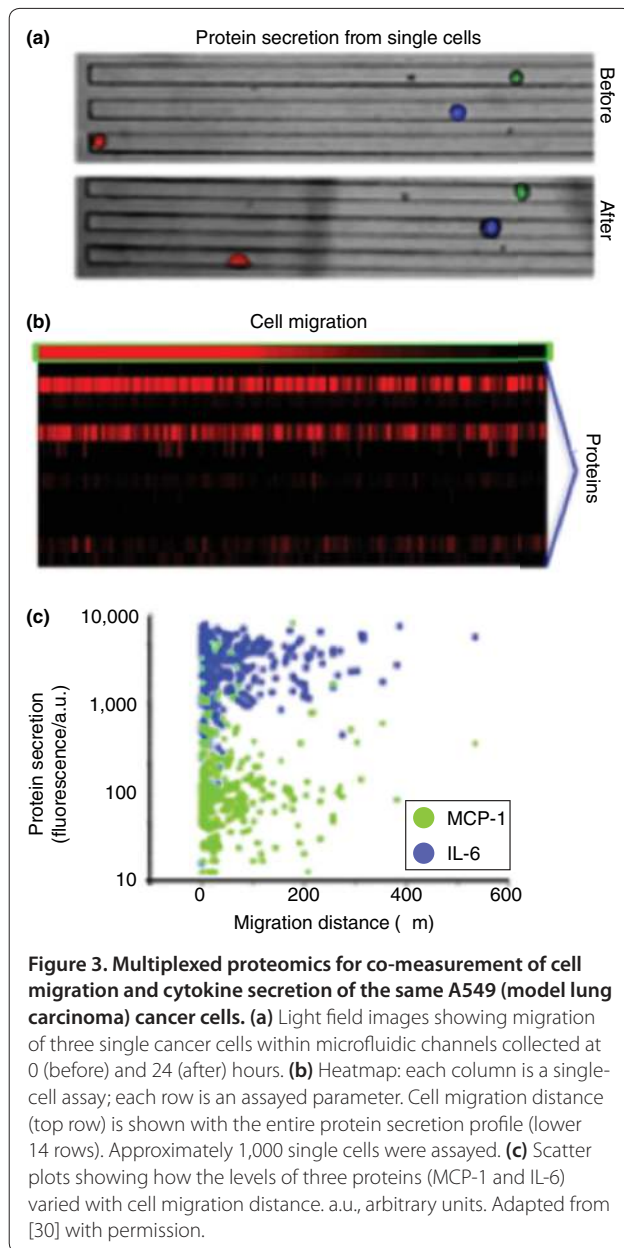 (a)
Protein secretion from single cells
Before
After
(b)
Cell migration
Proteins
(c)
10,000
1,000
100
10
Protein secretion
(fluorescence/a.u.)
MCP-1
IL-6
0
200
400
600
Migration distance ( m)
Figure 3. Multiplexed proteomics for co-measurement of cell
migration and cytokine secretion of the same A549 (model lung
carcinoma) cancer cells. (a) Light field images showing migration
of three single cancer cells within microfluidic channels collected at
0 (before) and 24 (after) hours. (b) Heatmap: each column is a single-
cell assay; each row is an assayed parameter. Cell migration distance
(top row) is shown with the entire protein secretion profile (lower
14 rows). Approximately 1,000 single cells were assayed. (c) Scatter
plots showing how the levels of three proteins (MCP-1 and IL-6)
varied with cell migration distance. a.u., arbitrary units. Adapted from
[30] with permission.